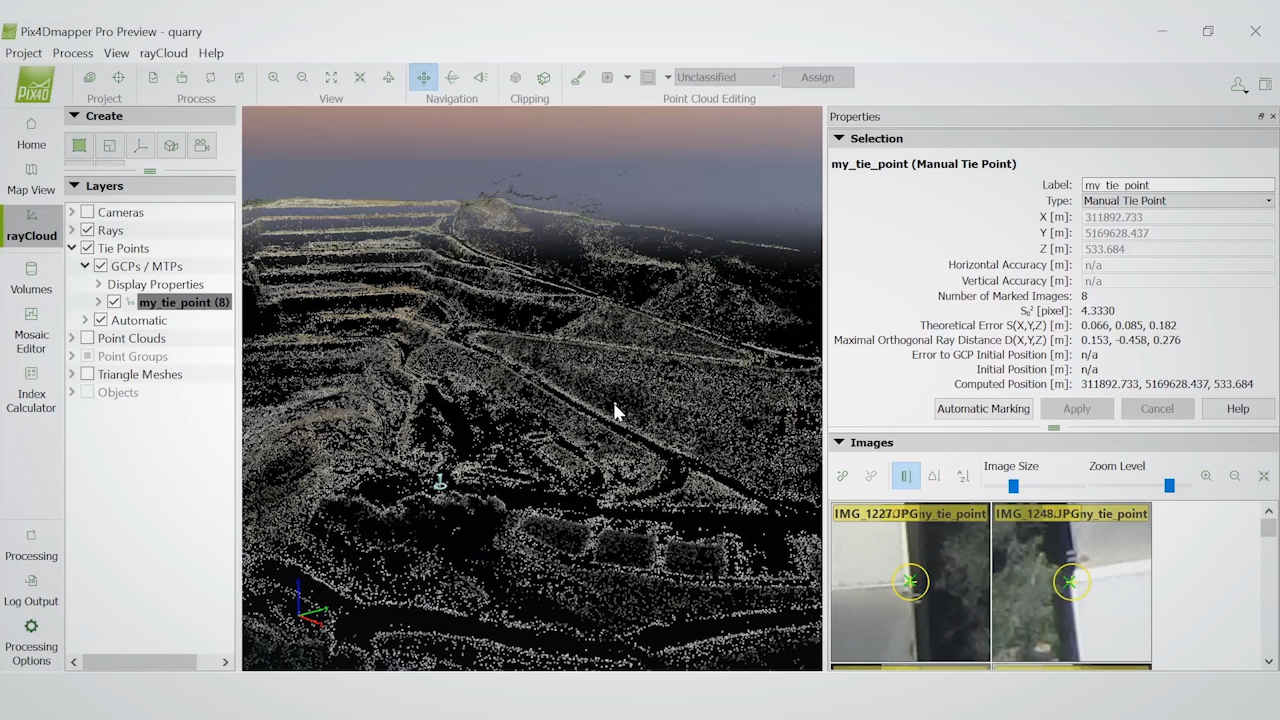 Pix4Dmapper Pro Preview - quarry
Project Process View rayCloud Help
PIX4D
Unclassified Assign
Project Process View Navigation Clipping Point Cloud Editing
Create
Home
Map View
rayCloud
Volumes
Mosaic
Editor
Index
Calculator
Processing
Log Output
Processing
Options
Layers
Cameras
Rays
Tie Points
GCPs / MTPs
Display Properties
my_tie_point (8)
Automatic
Point Clouds
Point Groups
Triangle Meshes
Objects
Properties
Selection
my_tie_point (Manual Tie Point)
Label: my_tie_point
Type: Manual Tie Point
X [m]: 311892.733
Y [m]: 5169628.437
Z [m]: 533.684
Horizontal Accuracy [m]: n/a
Vertical Accuracy [m]: n/a
Number of Marked Images: 8
S₀² [pixel]: 4.3330
Theoretical Error S(X,Y,Z) [m]: 0.066, 0.085, 0.182
Maximal Orthogonal Ray Distance D(X,Y,Z) [m]: 0.153, -0.458, 0.276
Error to GCP Initial Position [m]: n/a
Initial Position [m]: n/a
Computed Position [m]: 311892.733, 5169628.437, 533.684
Automatic Marking Apply Cancel Help
Images
Image Size Zoom Level
IMG_1227.JPG my_tie_point IMG_1248.JPG my_tie_point